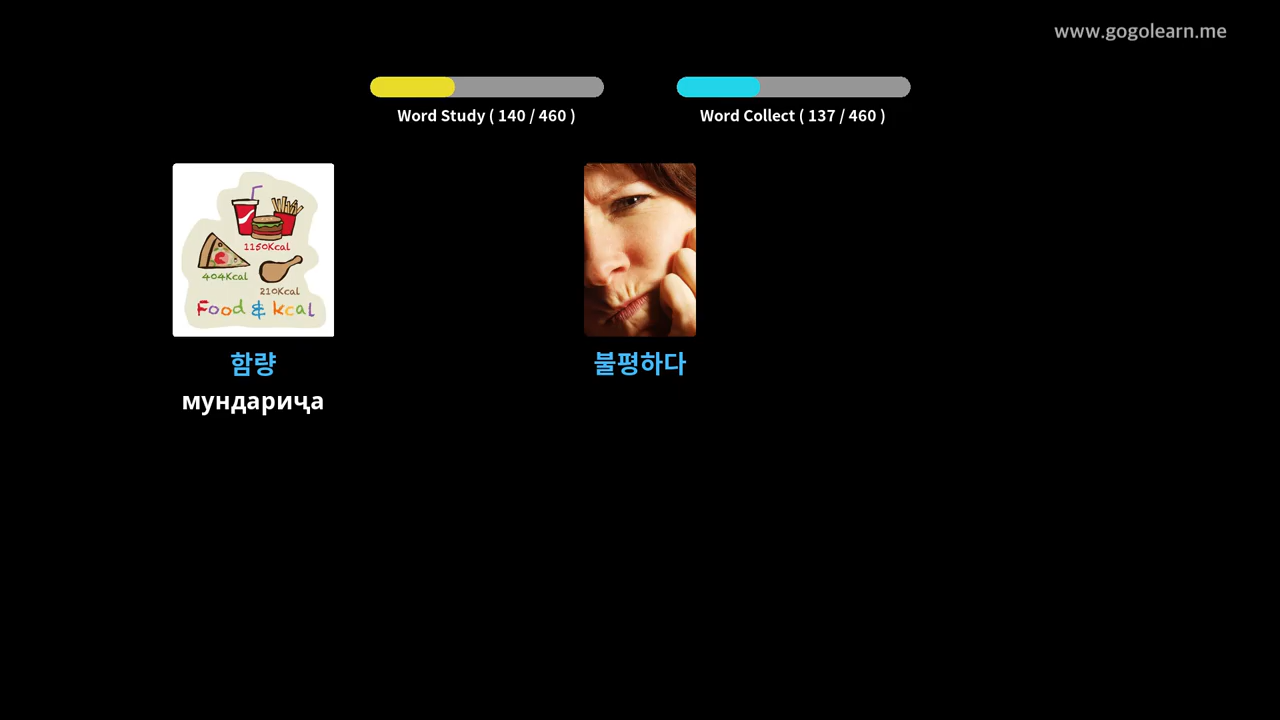 www.gogolearn.me
Word Study ( 140 / 460 )
Word Collect ( 137 / 460 )
1150Kcal
404Kcal
210Kcal
Food & kcal
함량
불평하다
мундариҷа